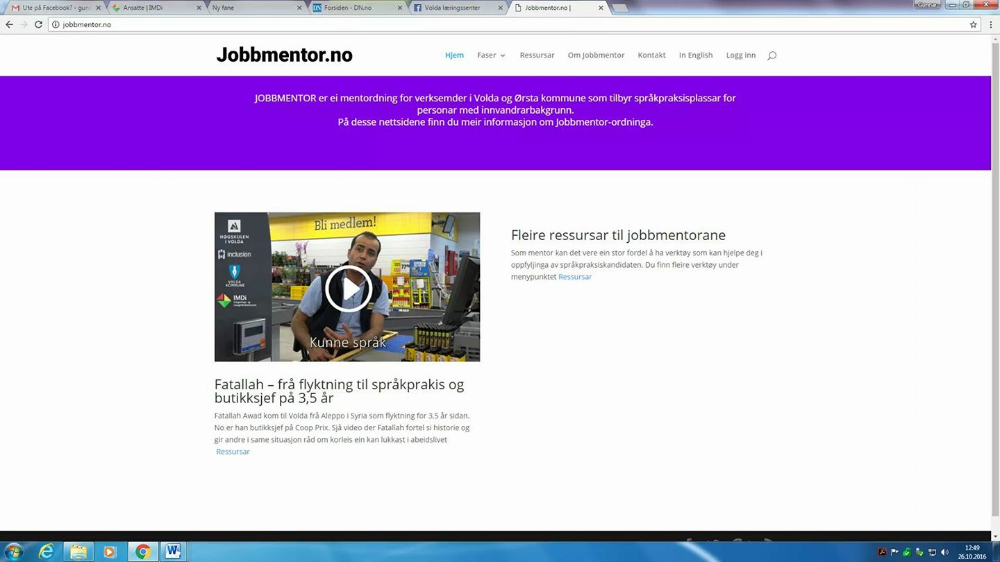 Ute på Facebook? - guns
Ansatte | IMDi
Ny fane
Forsiden - DN.no
Volda læringssenter
Jobbmentor.no |
Gunnar
jobbmentor.no
Jobbmentor.no
Hjem
Faser
Ressursar
Om Jobbmentor
Kontakt
In English
Logg inn
JOBBMENTOR er ei mentordning for verksemder i Volda og Ørsta kommune som tilbyr språkpraksisplassar for
personar med innvandrarbakgrunn.
På desse nettsidene finn du meir informasjon om Jobbmentor-ordninga.
Bli medlem!
HØGSKULEN
I VOLDA
inclusion
VOLDA
KOMMUNE
IMDi
Kunne språk
Fatallah – frå flyktning til språkprakis og
butikksjef på 3,5 år
Fatallah Awad kom til Volda frå Aleppo i Syria som flyktning for 3,5 år sidan.
No er han butikksjef på Coop Prix. Sjå video der Fatallah fortel si historie og
gir andre i same situasjon råd om korleis ein kan lukkast i abeidslivet
Ressursar
Fleire ressursar til jobbmentorane
Som mentor kan det vere ein stor fordel å ha verktøy som kan hjelpe deg i
oppfyljinga av språkpraksiskandidaten. Du finn fleire verktøy under
menypunktet Ressursar
12:49
26.10.2016